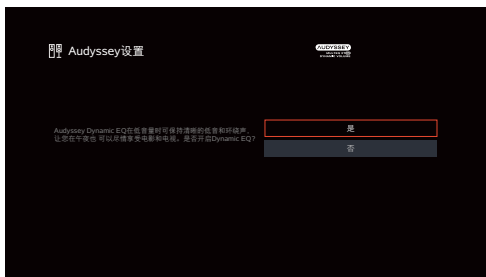 Audyssey设置
AUDYSSEY
DYNAMIC VOLUME
Audyssey Dynamic EQ在低音量时可保持清晰的低音和环绕声，
让您在午夜也 可以尽情享受电影和电视。是否开启Dynamic EQ?
是
否